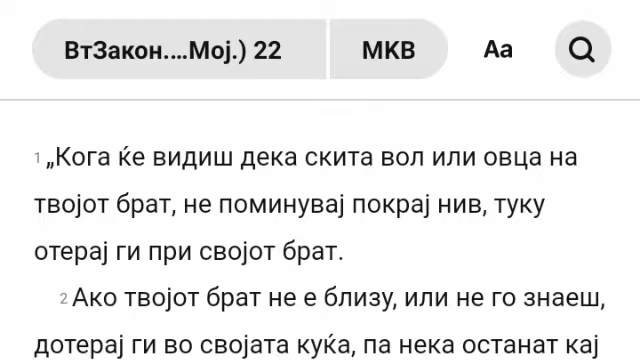 ВтЗакон....Мој.) 22 MKB Aa
1 „Кога ќе видиш дека скита вол или овца на
твојот брат, не поминувај покрај нив, туку
отерај ги при својот брат.
2 Ако твојот брат не е близу, или не го знаеш,
дотерај ги во својата куќа, па нека останат кај